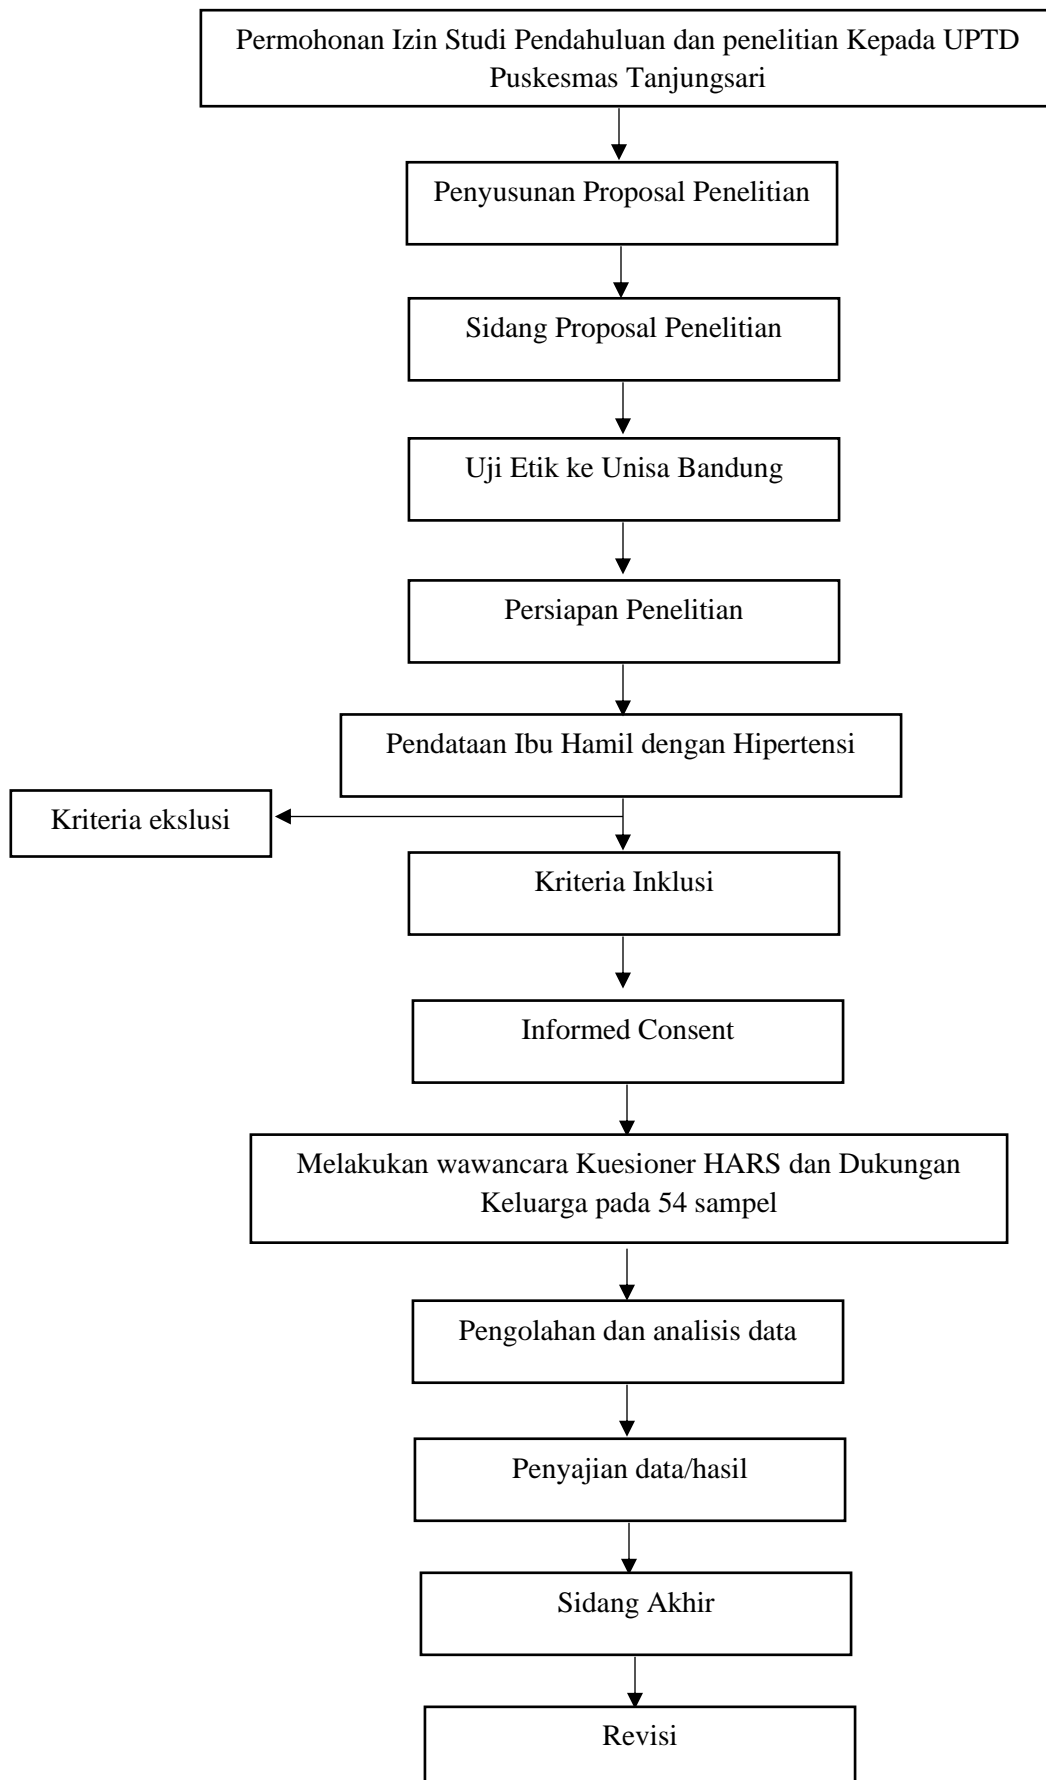 Permohonan Izin Studi Pendahuluan dan penelitian Kepada UPTD
Puskesmas Tanjungsari
Penyusunan Proposal Penelitian
Sidang Proposal Penelitian
Uji Etik ke Unisa Bandung
Persiapan Penelitian
Pendataan Ibu Hamil dengan Hipertensi
Kriteria ekslusi
Kriteria Inklusi
Informed Consent
Melakukan wawancara Kuesioner HARS dan Dukungan
Keluarga pada 54 sampel
Pengolahan dan analisis data
Penyajian data/hasil
Sidang Akhir
Revisi